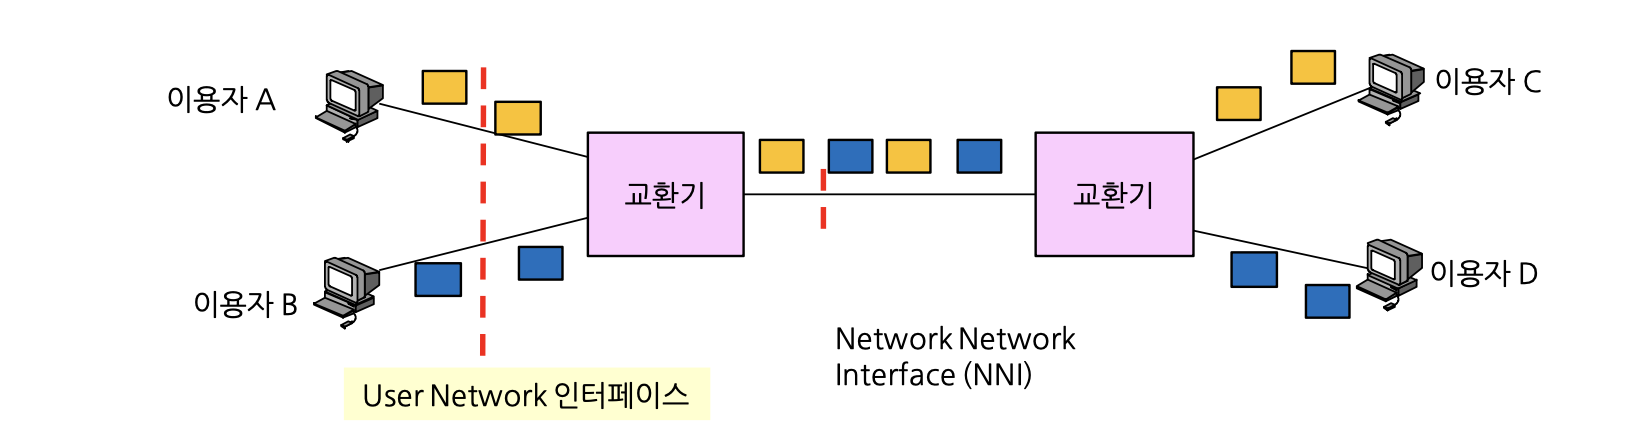 이용자 A
이용자 C
교환기
교환기
이용자 B
이용자 D
Network Network
Interface (NNI)
User Network 인터페이스